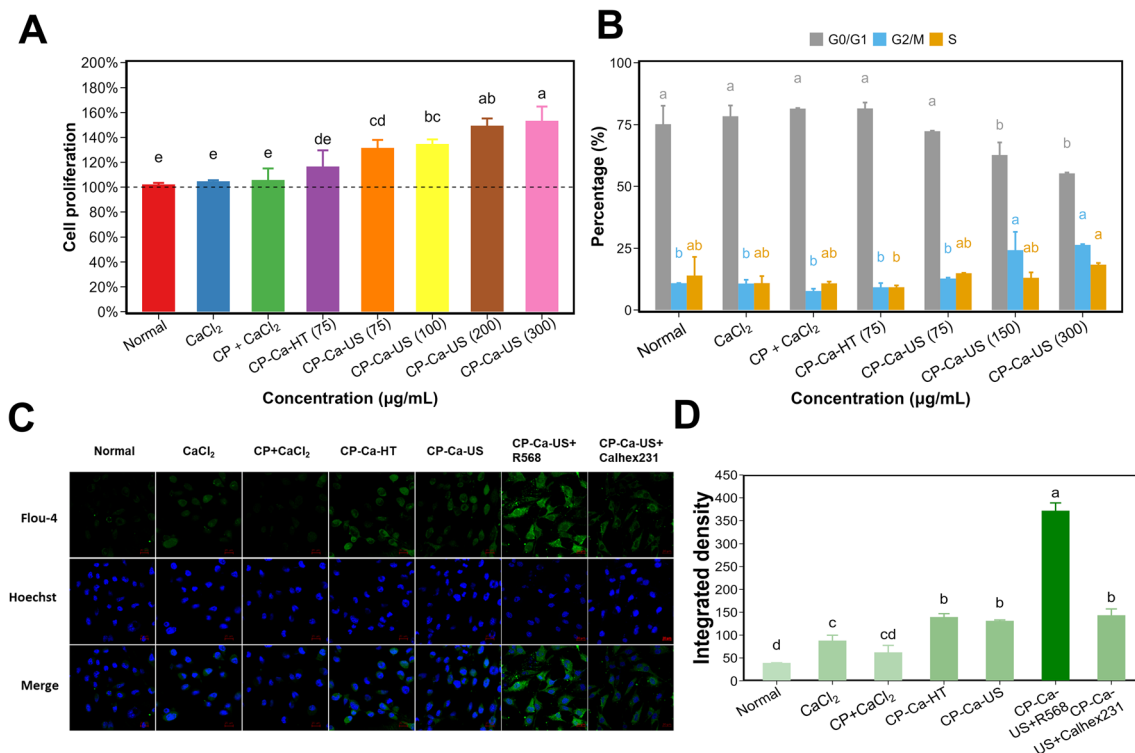 A
200%
180%
160%
140%
120%
100%
80%
60%
40%
20%
0%
Cell proliferation
e
e
e
de
cd
bc
ab
a
Normal
CaCl₂
CP + CaCl₂
CP-Ca-HT (75)
CP-Ca-US (75)
CP-Ca-US (100)
CP-Ca-US (200)
CP-Ca-US (300)
Concentration (μg/mL)
B
G0/G1 G2/M S
100
75
50
25
0
Percentage (%)
a
a
a
a
a
b
b
b ab
b ab
b ab
b b
b ab
a ab
a a
Normal
CaCl₂
CP + CaCl₂
CP-Ca-HT (75)
CP-Ca-US (75)
CP-Ca-US (150)
CP-Ca-US (300)
Concentration (μg/mL)
C
Normal
CaCl₂
CP+CaCl₂
CP-Ca-HT
CP-Ca-US
CP-Ca-US+
R568
CP-Ca-US+
Calhex231
Flou-4
Hoechst
Merge
D
450
400
350
300
250
200
150
100
50
0
Integrated density
d
c
cd
b
b
a
b
Normal
CaCl₂
CP+CaCl₂
CP-Ca-HT
CP-Ca-US
CP-Ca-
US+R568
CP-Ca-
US+Calhex231